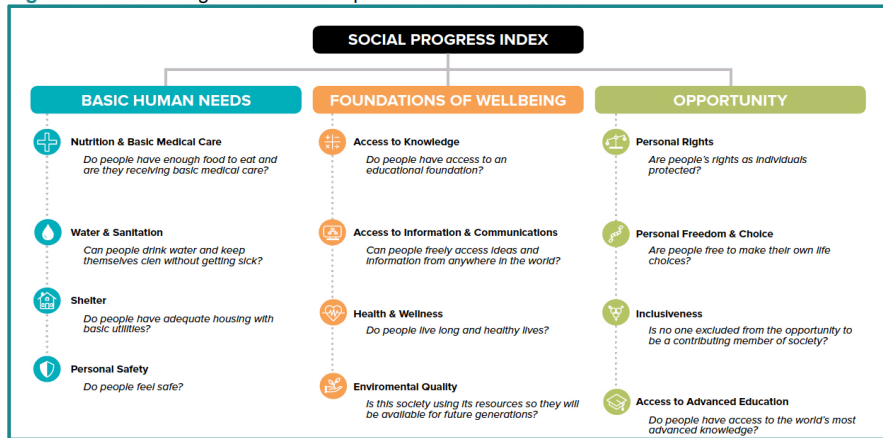 SOCIAL PROGRESS INDEX
BASIC HUMAN NEEDS
Nutrition & Basic Medical Care
Do people have enough food to eat and
are they receiving basic medical care?
Water & Sanitation
Can people drink water and keep
themselves clen without getting sick?
Shelter
Do people have adequate housing with
basic utilities?
Personal Safety
Do people feel safe?
FOUNDATIONS OF WELLBEING
Access to Knowledge
Do people have access to an
educational foundation?
Access to Information & Communications
Can people freely access ideas and
information from anywhere in the world?
Health & Wellness
Do people live long and healthy lives?
Enviromental Quality
Is this society using its resources so they will
be available for future generations?
OPPORTUNITY
Personal Rights
Are people's rights as individuals
protected?
Personal Freedom & Choice
Are people free to make their own life
choices?
Inclusiveness
Is no one excluded from the opportunity to
be a contributing member of society?
Access to Advanced Education
Do people have access to the world's most
advanced knowledge?